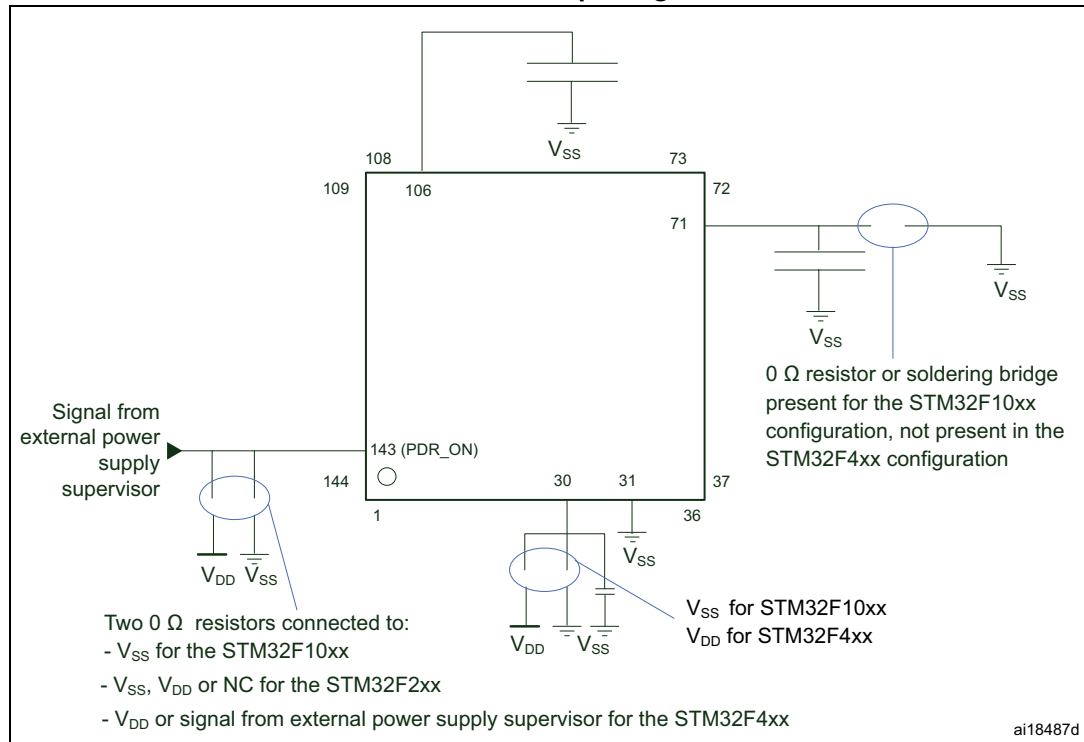 VSS
108
73
109
106
72
71
VSS
VSS
0 Ω resistor or soldering bridge
present for the STM32F10xx
configuration, not present in the
STM32F4xx configuration
Signal from
external power
supply
supervisor
143 (PDR_ON)
144
30
31
37
1
36
VSS
VDD VSS
VDD VSS
VSS for STM32F10xx
VDD for STM32F4xx
Two 0 Ω resistors connected to:
- VSS for the STM32F10xx
- VSS, VDD or NC for the STM32F2xx
- VDD or signal from external power supply supervisor for the STM32F4xx
ai18487d